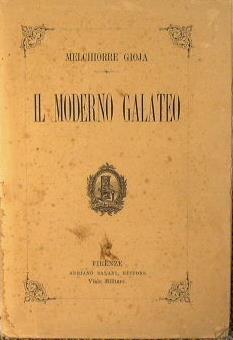 MELCHIORRE GIOJA
IL MODERNO GALATEO
FIRENZE
ADRIANO SALANI, EDITORE
Viale Militare